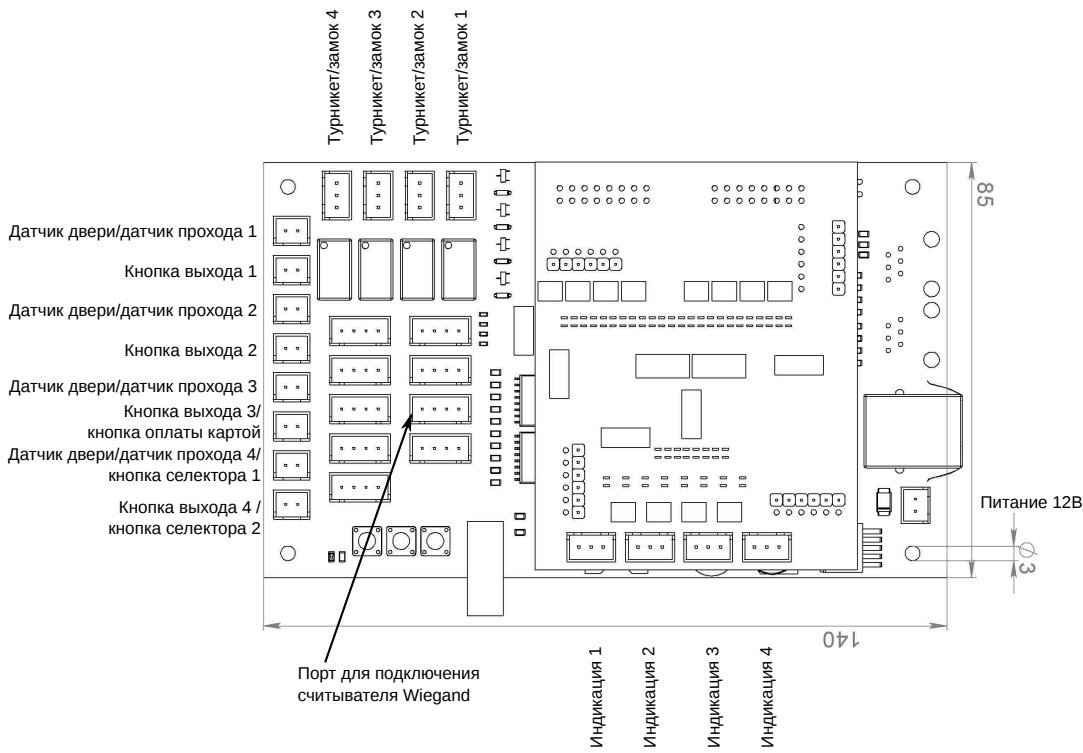 Турникет/замок 4
Турникет/замок 3
Турникет/замок 2
Турникет/замок 1
Датчик двери/датчик прохода 1
Кнопка выхода 1
Датчик двери/датчик прохода 2
Кнопка выхода 2
Датчик двери/датчик прохода 3
Кнопка выхода 3/
кнопка оплаты картой
Датчик двери/датчик прохода 4/
кнопка селектора 1
Кнопка выхода 4 /
кнопка селектора 2
85
Питание 12В
⌀3
140
Порт для подключения
считывателя Wiegand
Индикация 1
Индикация 2
Индикация 3
Индикация 4